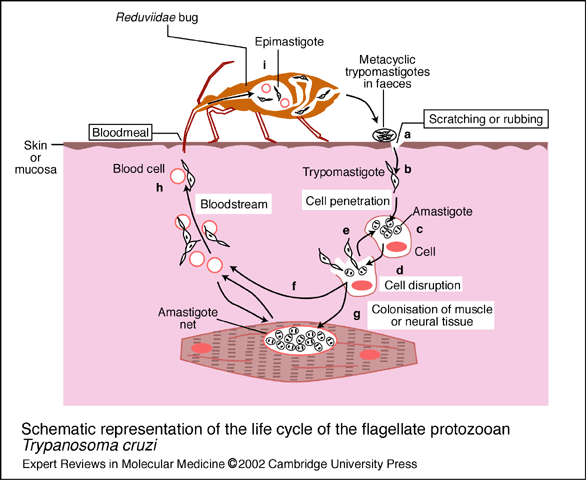 Reduviidae bug
Epimastigote
i
Metacyclic
trypomastigotes
in faeces
Scratching or rubbing
Bloodmeal
a
Skin
or
mucosa
Blood cell
h
Trypomastigote
b
Bloodstream
Cell penetration
Amastigote
c
e
Cell
d
f
Cell disruption
g
Colonisation of muscle
or neural tissue
Amastigote
net
Schematic representation of the life cycle of the flagellate protozooan
Trypanosoma cruzi
Expert Reviews in Molecular Medicine ©2002 Cambridge University Press